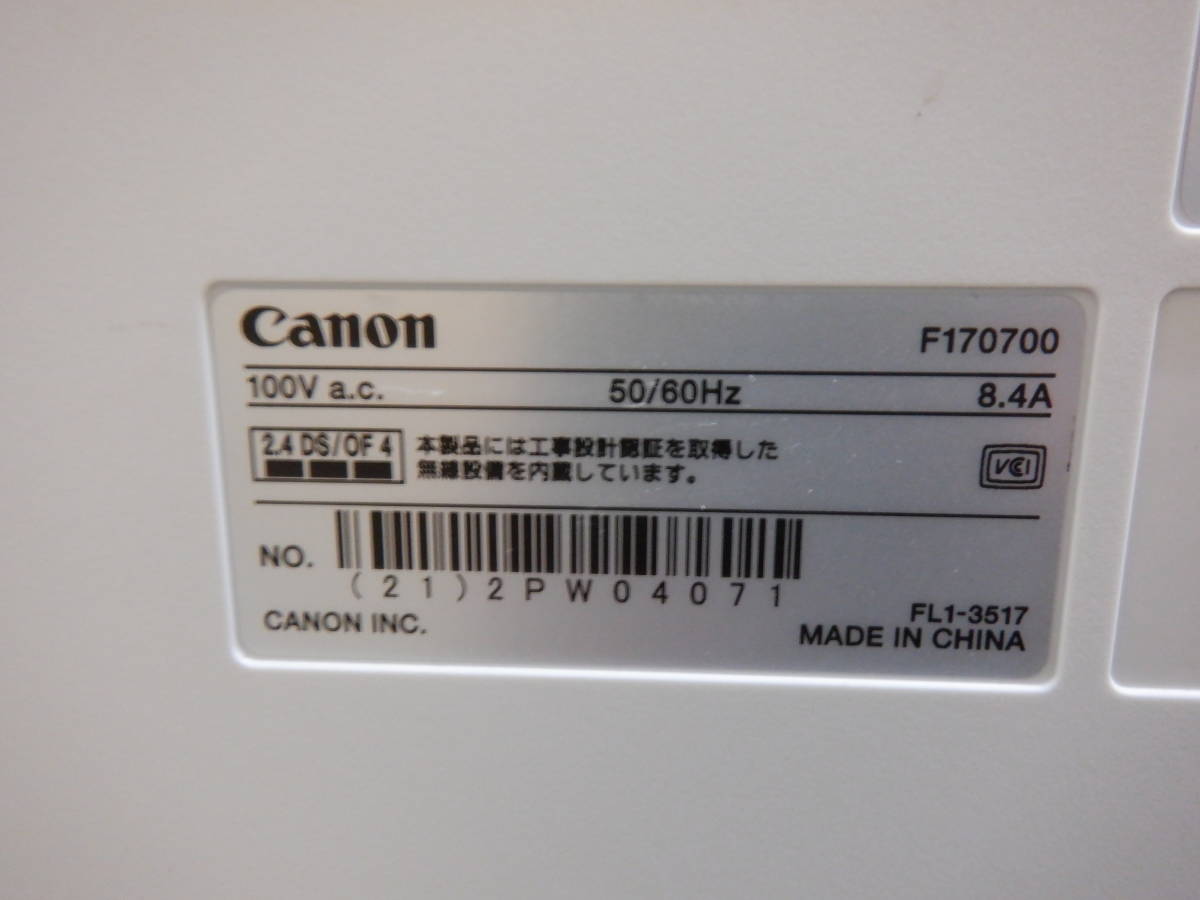 Canon
F170700
100V a.c. 50/60Hz 8.4A
2.4 DS/OF 4
本製品には工事設計認証を取得した
無線設備を内蔵しています。
VCCI
NO.
(21)2PW04071
CANON INC.
FL1-3517
MADE IN CHINA